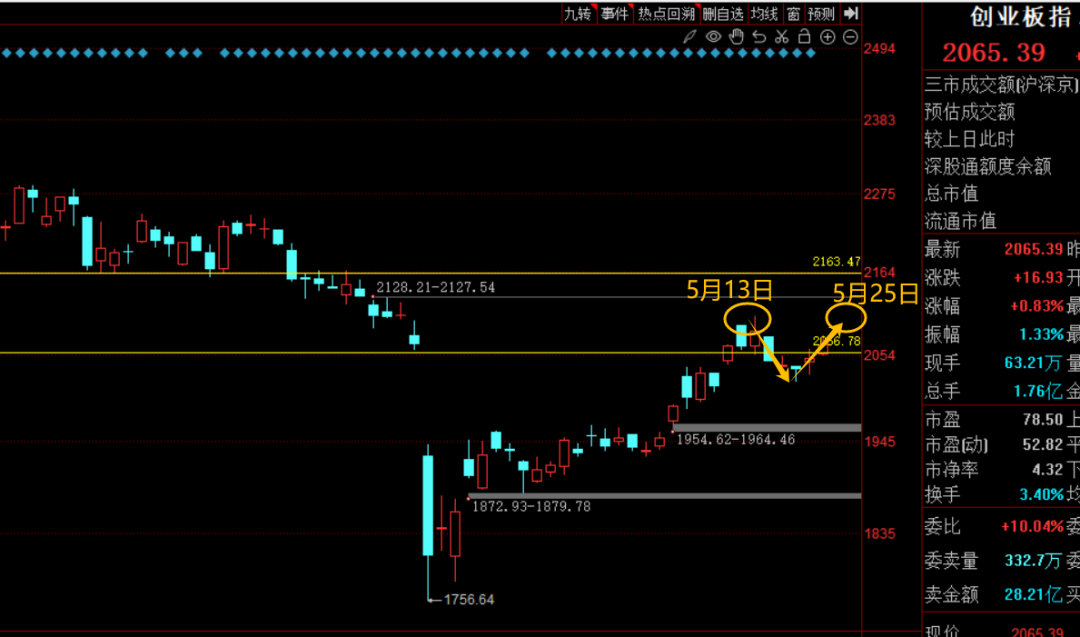 九转 事件 热点回溯 删自选 均线 窗 预测
创业板指
2065.39
2494
2383
2275
2164
2054
1945
1835
2163.47
2128.21-2127.54
5月13日
5月25日
1954.62-1964.46
1872.93-1879.78
1756.64
三市成交额(沪深京)
预估成交额
较上日此时
深股通额度余额
总市值
流通市值
最新 2065.39 昨
涨跌 +16.93 开
涨幅 +0.83% 最
振幅 1.33% 最
现手 63.21万 量
总手 1.76亿 金
市盈 78.50 上
市盈(动) 52.82 平
市净率 4.32 下
换手 3.40% 均
委比 +10.04% 委
委卖量 332.7万 委
卖金额 28.21亿 买
现价 2065.39